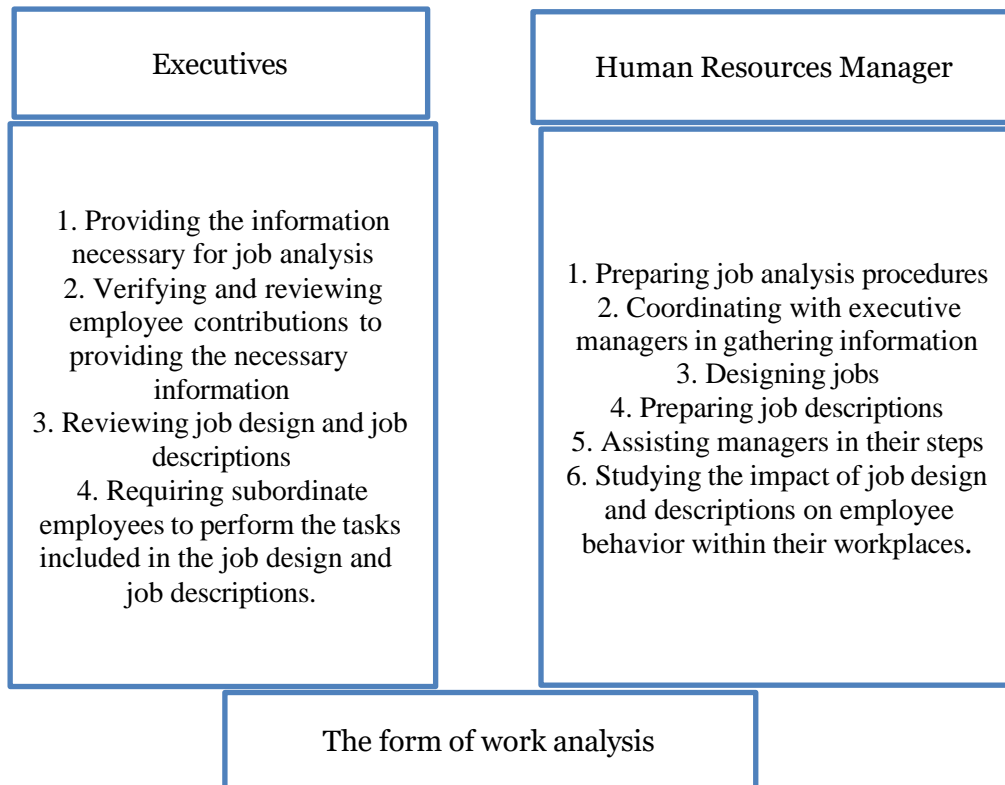 Executives
1. Providing the information
necessary for job analysis
2. Verifying and reviewing
employee contributions to
providing the necessary
information
3. Reviewing job design and job
descriptions
4. Requiring subordinate
employees to perform the tasks
included in the job design and
job descriptions.
Human Resources Manager
1. Preparing job analysis procedures
2. Coordinating with executive
managers in gathering information
3. Designing jobs
4. Preparing job descriptions
5. Assisting managers in their steps
6. Studying the impact of job design
and descriptions on employee
behavior within their workplaces.
The form of work analysis